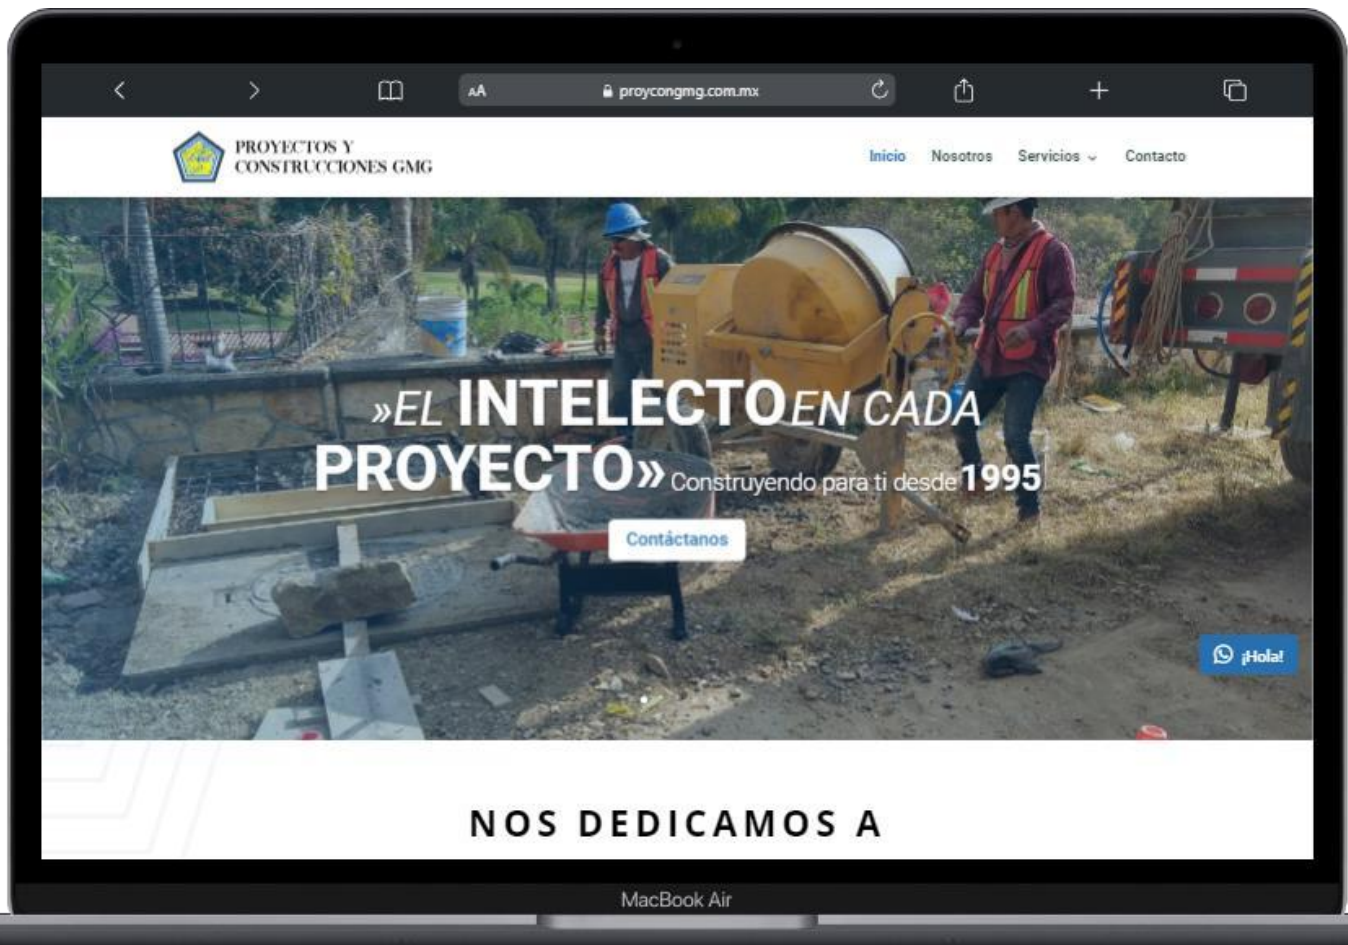 AA
proycongmg.com.mx
PROYECTOS Y
CONSTRUCCIONES GMG
Inicio Nosotros Servicios Contacto
»EL INTELECTO EN CADA
PROYECTO» Construyendo para ti desde 1995
Contáctanos
¡Hola!
NOS DEDICAMOS A
MacBook Air